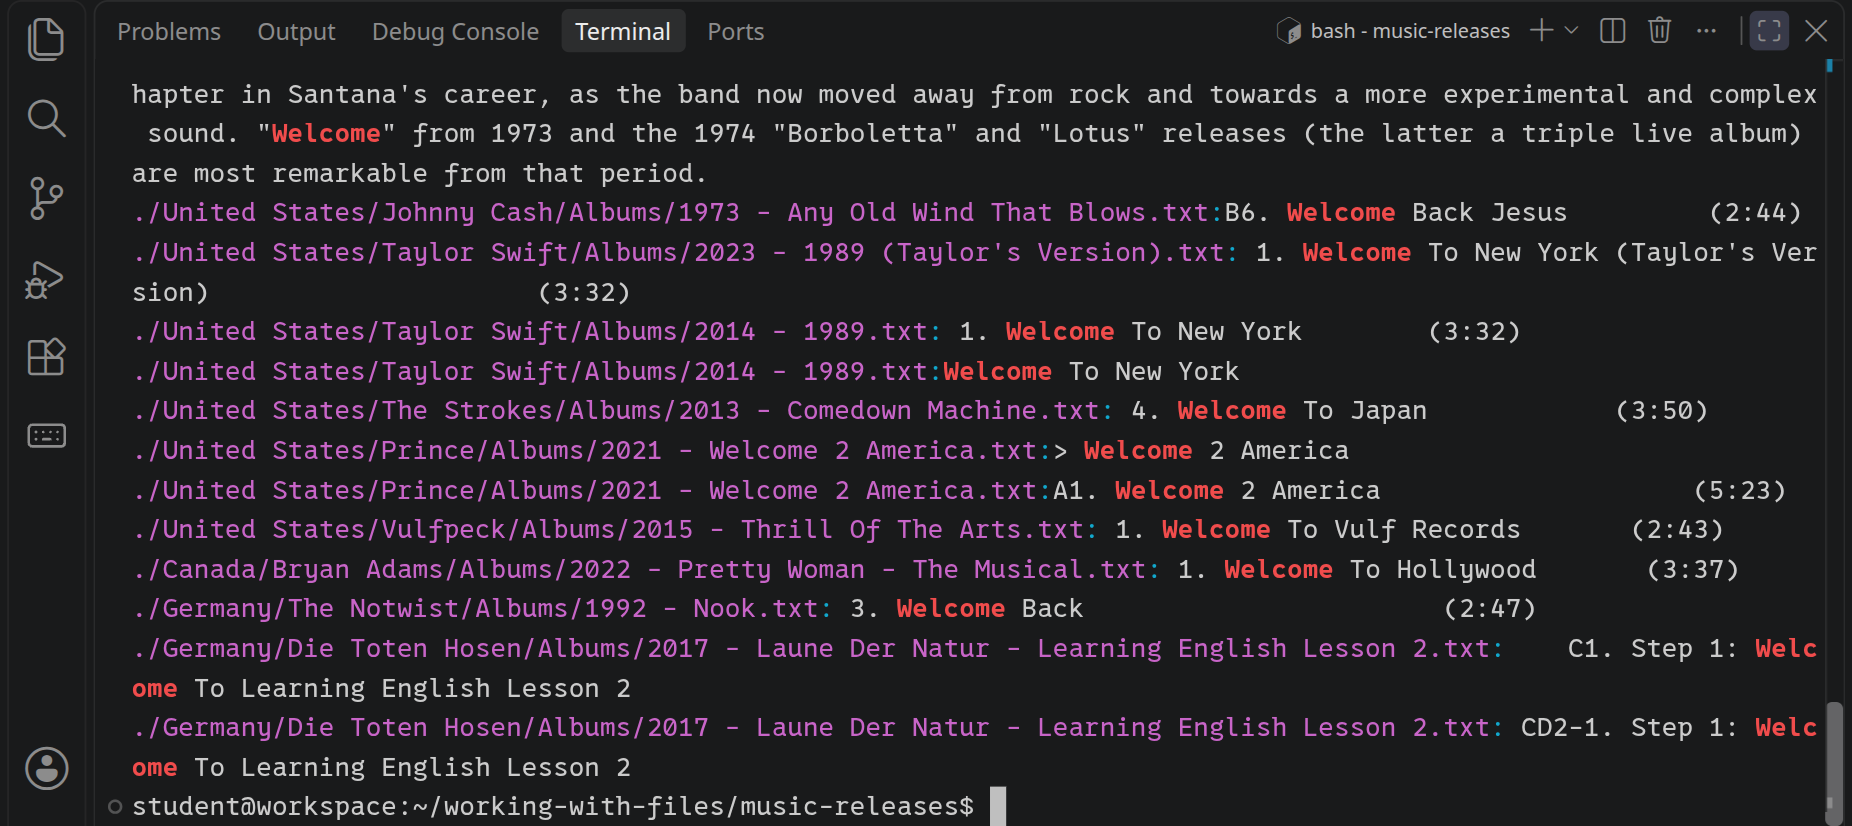 Problems Output Debug Console Terminal Ports bash - music-releases
hapter in Santana's career, as the band now moved away from rock and towards a more experimental and complex
sound. "Welcome" from 1973 and the 1974 "Borboletta" and "Lotus" releases (the latter a triple live album)
are most remarkable from that period.
./United States/Johnny Cash/Albums/1973 - Any Old Wind That Blows.txt:B6. Welcome Back Jesus (2:44)
./United States/Taylor Swift/Albums/2023 - 1989 (Taylor's Version).txt: 1. Welcome To New York (Taylor's Ver
sion) (3:32)
./United States/Taylor Swift/Albums/2014 - 1989.txt: 1. Welcome To New York (3:32)
./United States/Taylor Swift/Albums/2014 - 1989.txt:Welcome To New York
./United States/The Strokes/Albums/2013 - Comedown Machine.txt: 4. Welcome To Japan (3:50)
./United States/Prince/Albums/2021 - Welcome 2 America.txt:> Welcome 2 America
./United States/Prince/Albums/2021 - Welcome 2 America.txt:A1. Welcome 2 America (5:23)
./United States/Vulfpeck/Albums/2015 - Thrill Of The Arts.txt: 1. Welcome To Vulf Records (2:43)
./Canada/Bryan Adams/Albums/2022 - Pretty Woman - The Musical.txt: 1. Welcome To Hollywood (3:37)
./Germany/The Notwist/Albums/1992 - Nook.txt: 3. Welcome Back (2:47)
./Germany/Die Toten Hosen/Albums/2017 - Laune Der Natur - Learning English Lesson 2.txt: C1. Step 1: Welc
ome To Learning English Lesson 2
./Germany/Die Toten Hosen/Albums/2017 - Laune Der Natur - Learning English Lesson 2.txt: CD2-1. Step 1: Welc
ome To Learning English Lesson 2
student@workspace:~/working-with-files/music-releases$